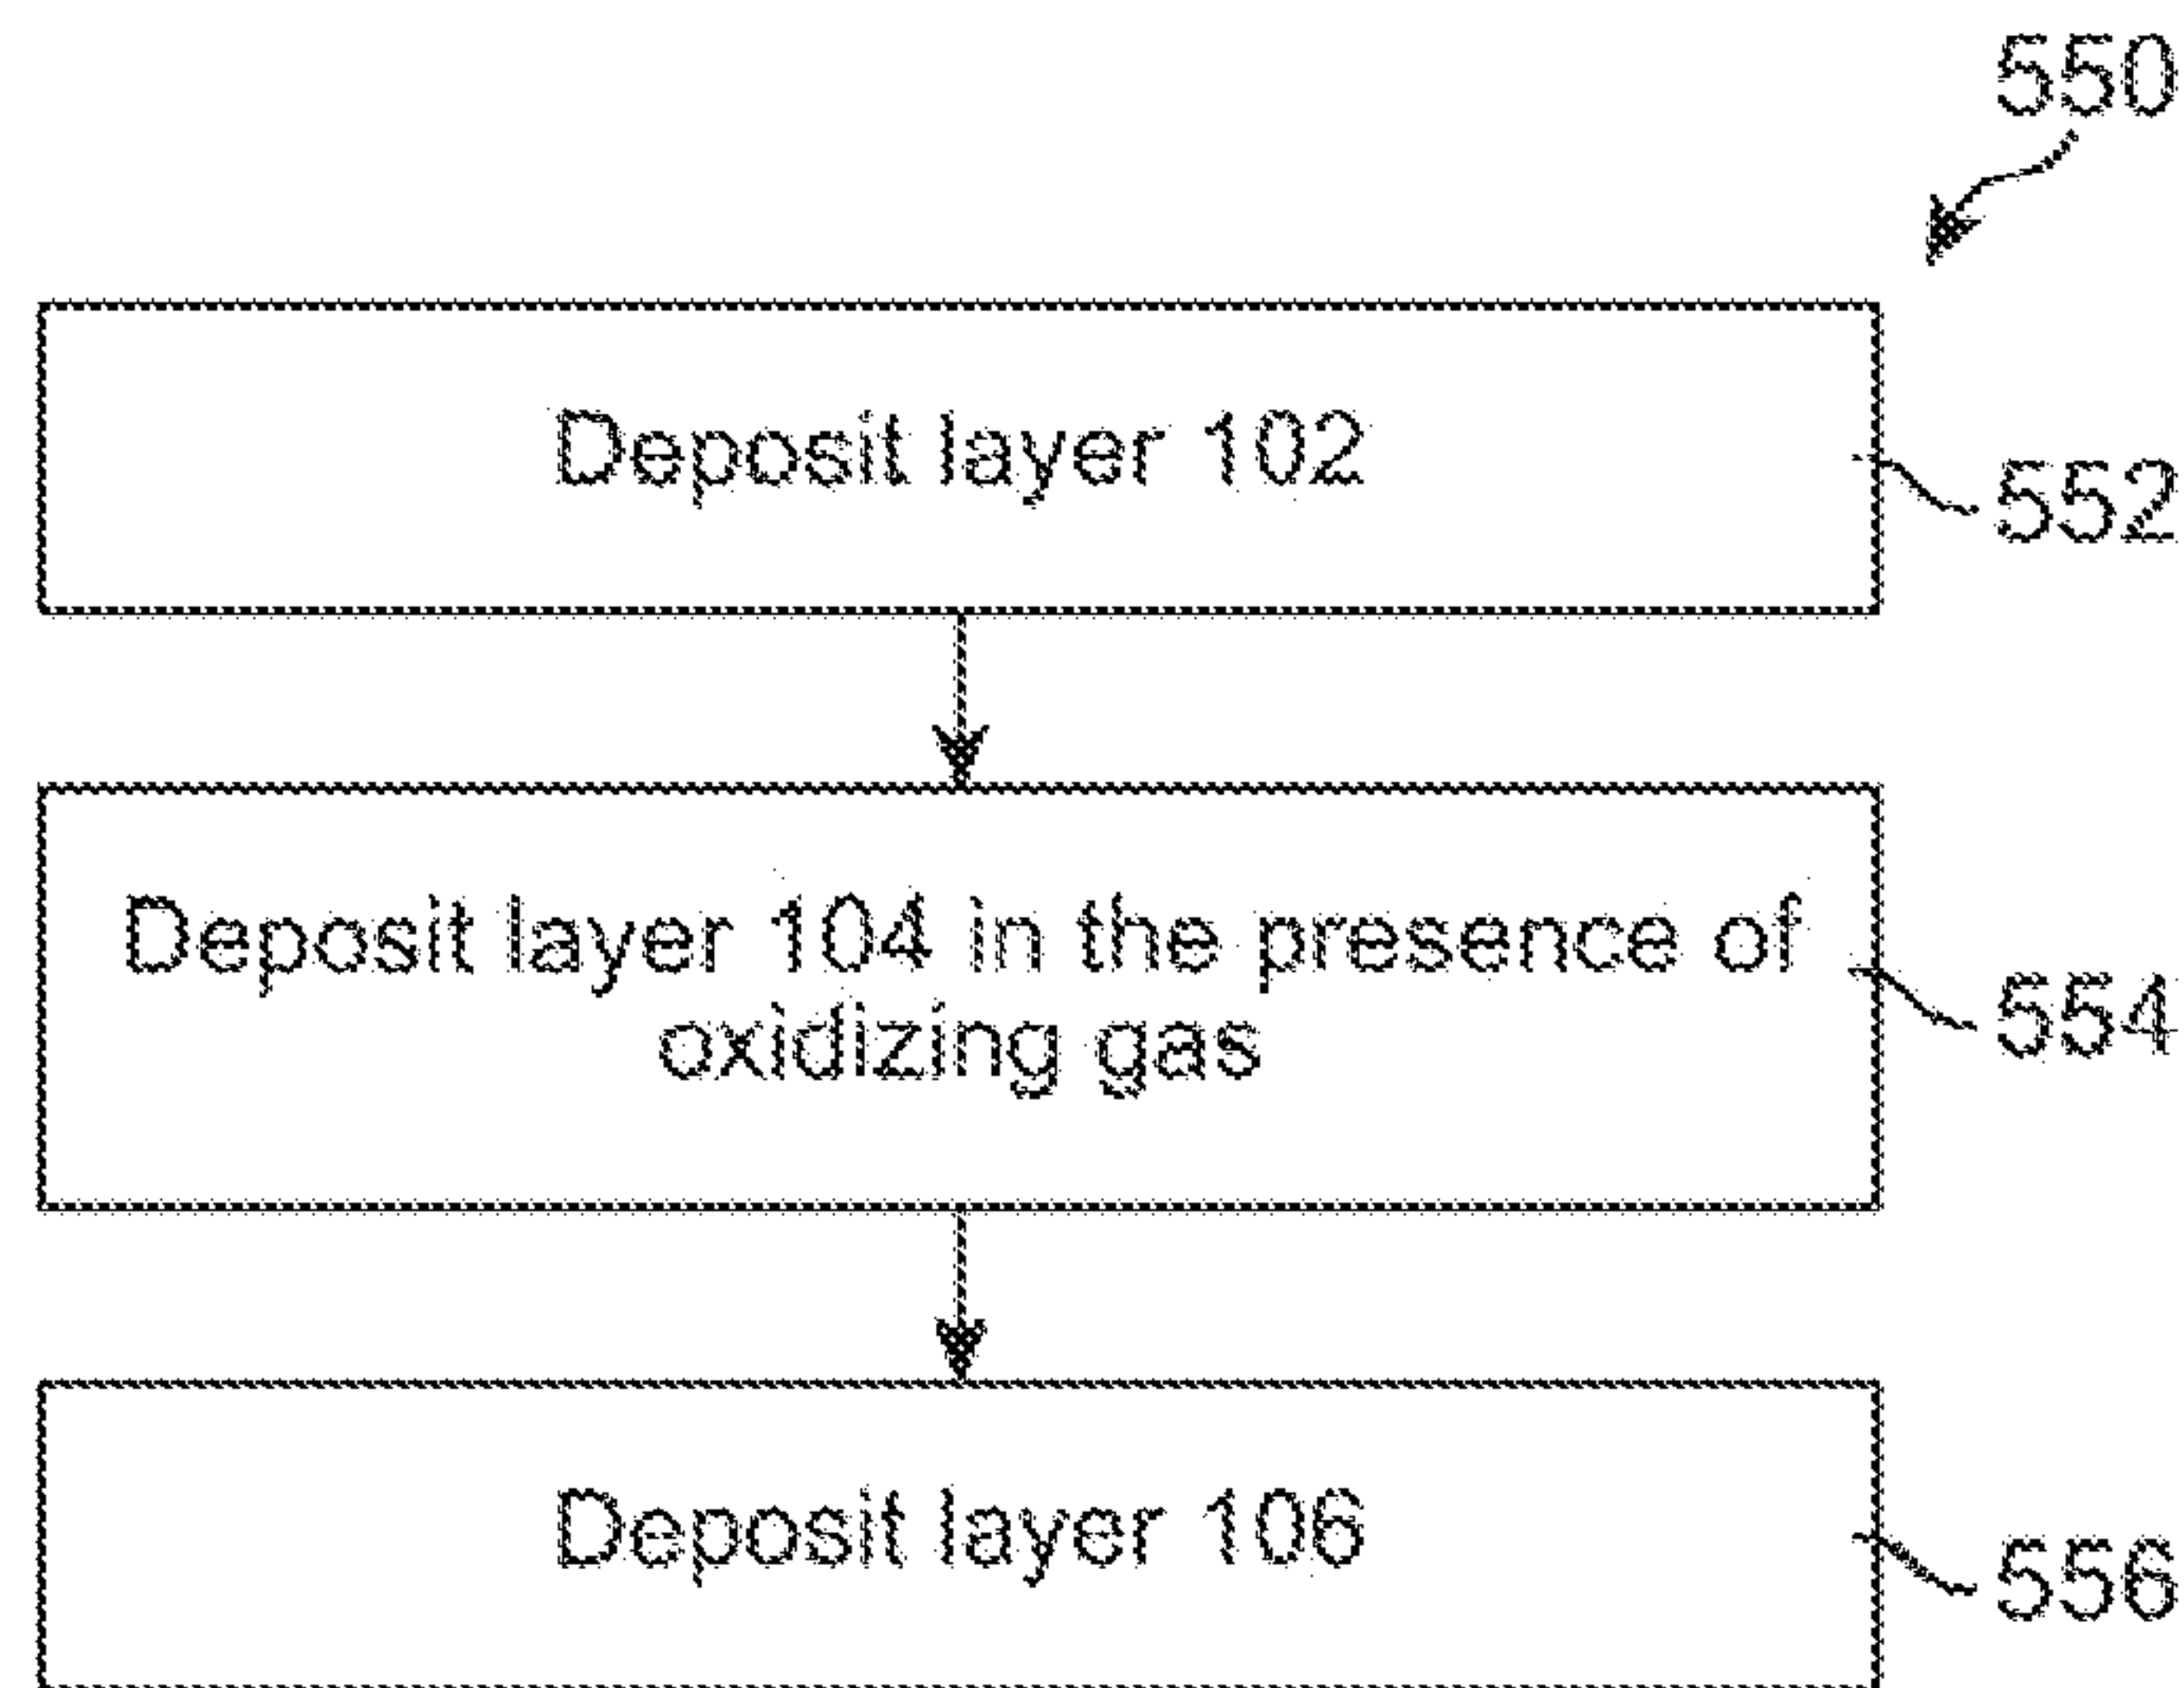 550
Deposit layer 102
552
Deposit layer 104 in the presence of
oxidizing gas
554
Deposit layer 106
556